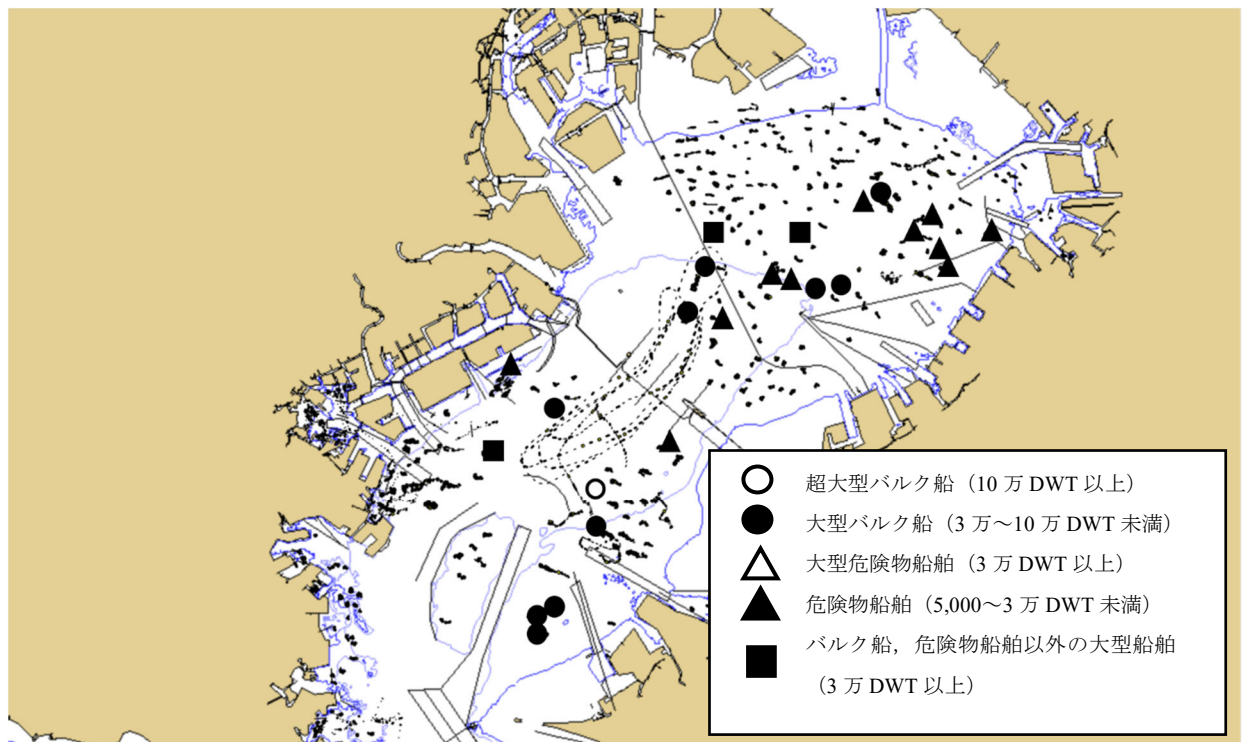 超大型バルク船（10 万 DWT 以上）
大型バルク船（3 万～10 万 DWT 未満）
大型危険物船舶（3 万 DWT 以上）
危険物船舶（5,000～3 万 DWT 未満）
バルク船，危険物船舶以外の大型船舶
（3 万 DWT 以上）